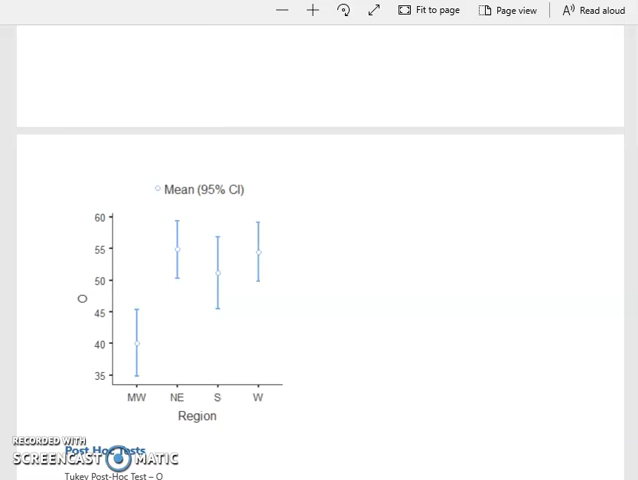 Fit to page Page view Read aloud
Mean (95% CI)
60
55
50
45
40
35
O
MW NE S W
Region
RECORDED WITH
Post Hoc Tests
SCREENCAST MATIC
Tukey Post-Hoc Test – O